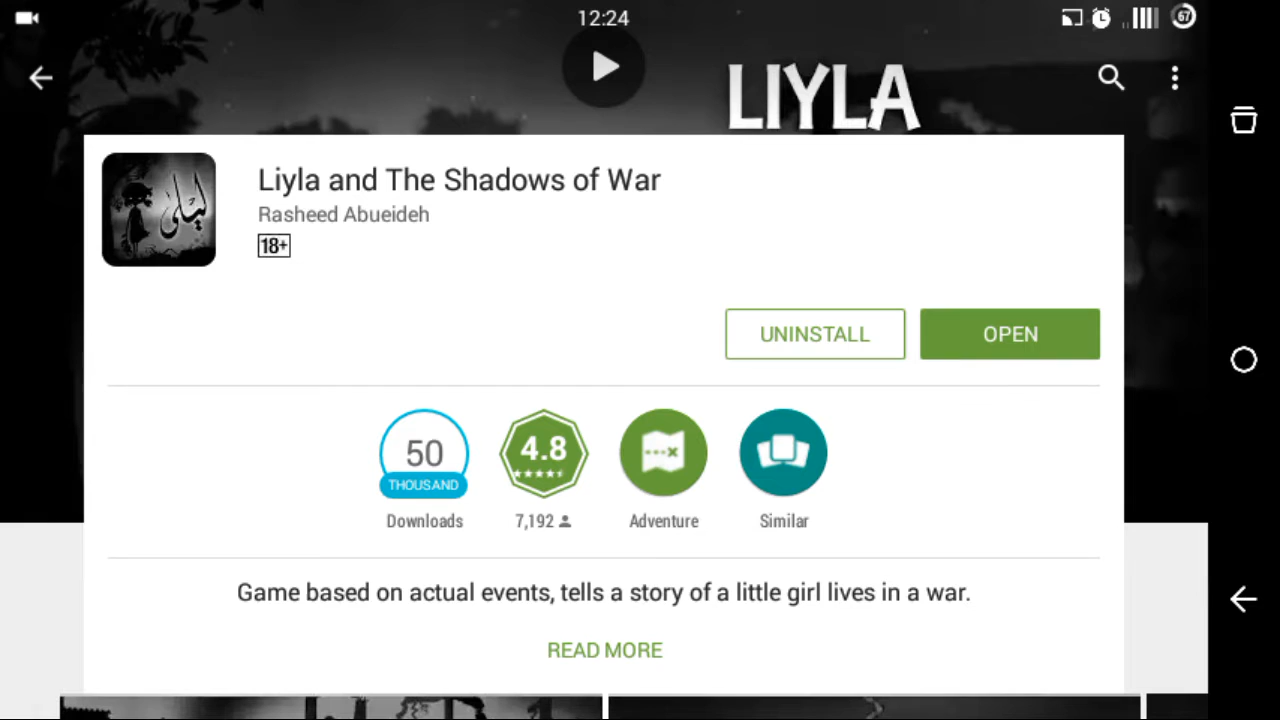 12:24
67
LIYLA
ليلى
Liyla and The Shadows of War
Rasheed Abueideh
18+
UNINSTALL
OPEN
50
THOUSAND
4.8
Downloads
7,192
Adventure
Similar
Game based on actual events, tells a story of a little girl lives in a war.
READ MORE